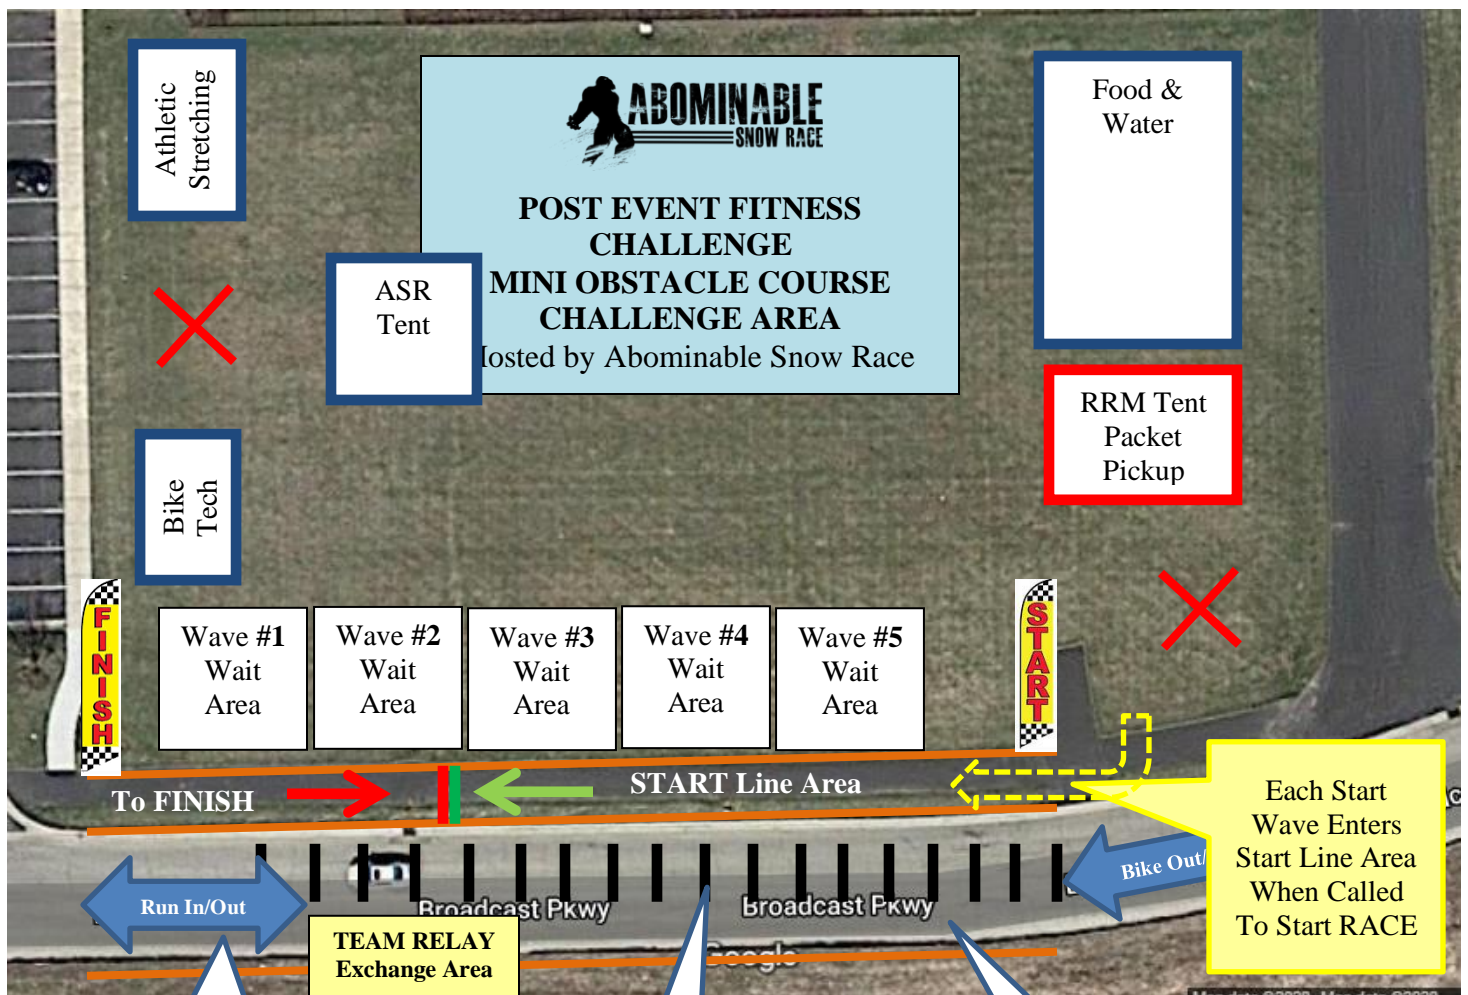 Athletic
Stretching
ABOMINABLE
SNOW RACE
POST EVENT FITNESS
CHALLENGE
MINI OBSTACLE COURSE
CHALLENGE AREA
Hosted by Abominable Snow Race
Food &
Water
ASR
Tent
RRM Tent
Packet
Pickup
Bike
Tech
FINISH
Wave #1
Wait
Area
Wave #2
Wait
Area
Wave #3
Wait
Area
Wave #4
Wait
Area
Wave #5
Wait
Area
START
To FINISH
START Line Area
Each Start
Wave Enters
Start Line Area
When Called
To Start RACE
Bike Out/
Run In/Out
Broadcast Pkwy
Broadcast Pkwy
TEAM RELAY
Exchange Area
Google